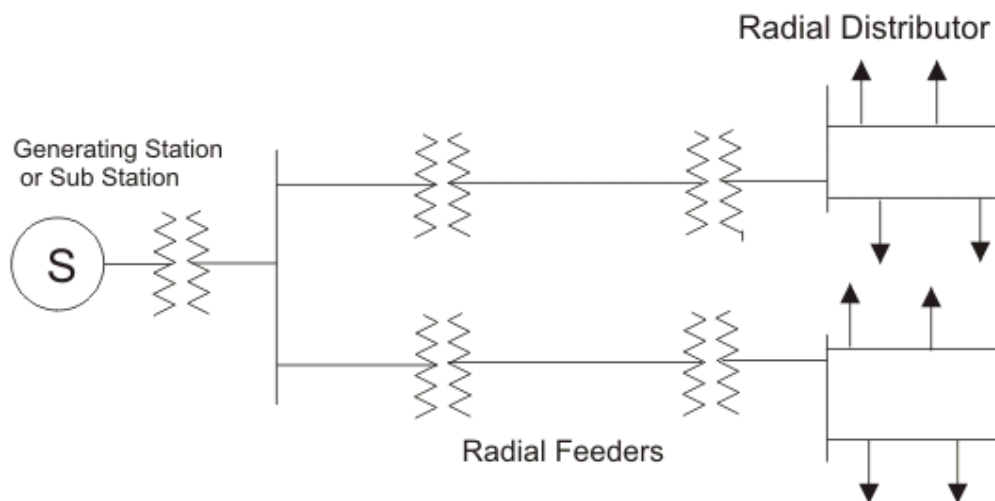 Radial Distributor
Generating Station
or Sub Station
S
Radial Feeders